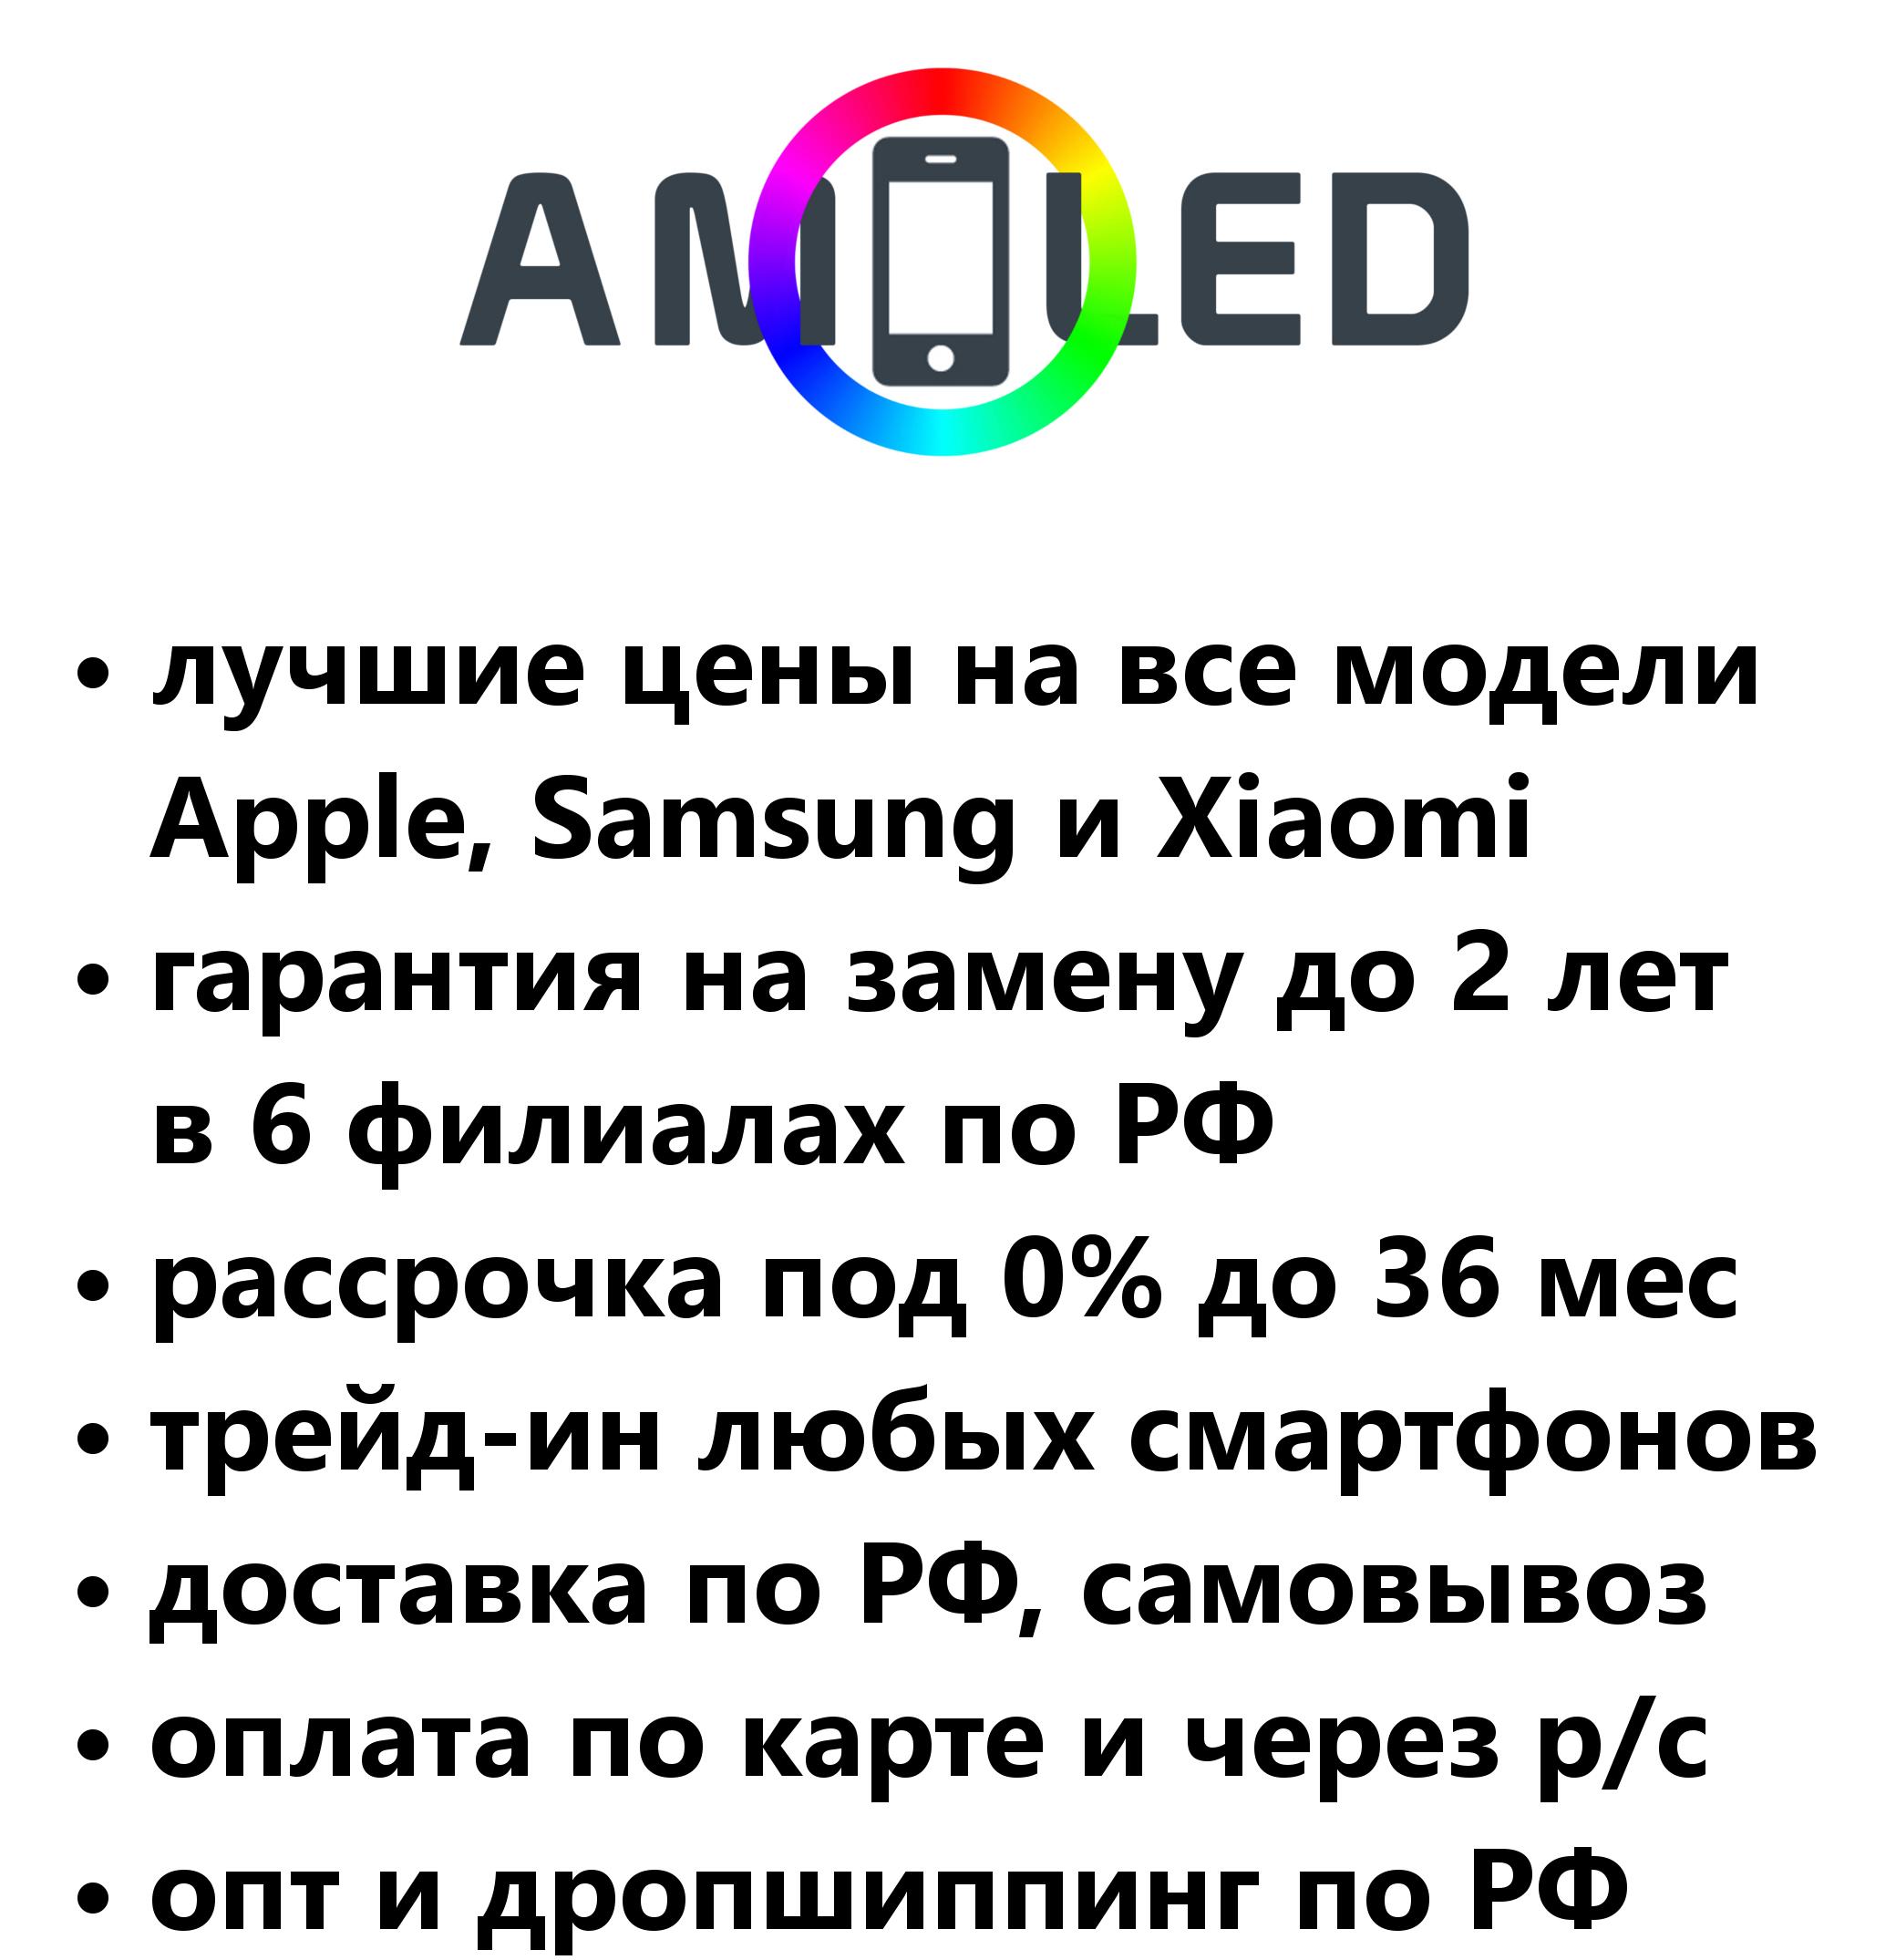 AMOLED
• лучшие цены на все модели
Apple, Samsung и Xiaomi
• гарантия на замену до 2 лет
в 6 филиалах по РФ
• рассрочка под 0% до 36 мес
• трейд-ин любых смартфонов
• доставка по РФ, самовывоз
• оплата по карте и через р/с
• опт и дропшиппинг по РФ